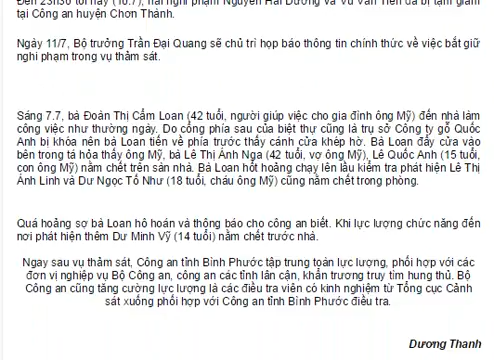 Đến 23h30 tối nay (10.7), hai nghi phạm Nguyễn Hải Dương và Vũ Văn Tiến đã bị tạm giam
tại Công an huyện Chơn Thành.
Ngày 11/7, Bộ trưởng Trần Đại Quang sẽ chủ trì họp báo thông tin chính thức về việc bắt giữ
nghi phạm trong vụ thảm sát.
Sáng 7.7, bà Đoàn Thị Cẩm Loan (42 tuổi, người giúp việc cho gia đình ông Mỹ) đến nhà làm
công việc như thường ngày. Do cổng phía sau của biệt thự cũng là trụ sở Công ty gỗ Quốc
Anh bị khóa nên bà Loan tiến về phía trước thấy cánh cửa khép hờ. Bà Loan đẩy cửa vào
bên trong tá hỏa thấy ông Mỹ, bà Lê Thị Ánh Nga (42 tuổi, vợ ông Mỹ), Lê Quốc Anh (15 tuổi,
con ông Mỹ) nằm chết trên sàn nhà. Bà Loan hốt hoảng chạy lên lầu kiểm tra phát hiện Lê Thị
Ánh Linh và Dư Ngọc Tố Như (18 tuổi, cháu ông Mỹ) cũng nằm chết trong phòng.
Quá hoảng sợ bà Loan hô hoán và thông báo cho công an biết. Khi lực lượng chức năng đến
nơi phát hiện thêm Dư Minh Vỹ (14 tuổi) nằm chết trước nhà.
Ngay sau vụ thảm sát, Công an tỉnh Bình Phước tập trung toàn lực lượng, phối hợp với các
đơn vị nghiệp vụ Bộ Công an, công an các tỉnh lân cận, khẩn trương truy tìm hung thủ. Bộ
Công an cũng tăng cường lực lượng là các điều tra viên có kinh nghiệm từ Tổng cục Cảnh
sát xuống phối hợp với Công an tỉnh Bình Phước điều tra.
Dương Thanh